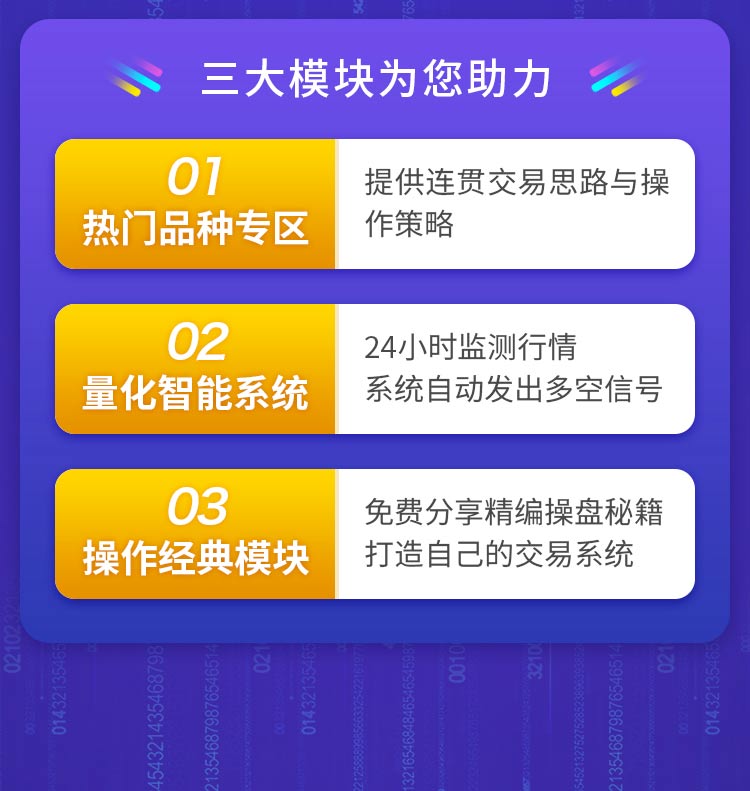 三大模块为您助力
01
热门品种专区
提供连贯交易思路与操
作策略
02
量化智能系统
24小时监测行情
系统自动发出多空信号
03
操作经典模块
免费分享精编操盘秘籍
打造自己的交易系统